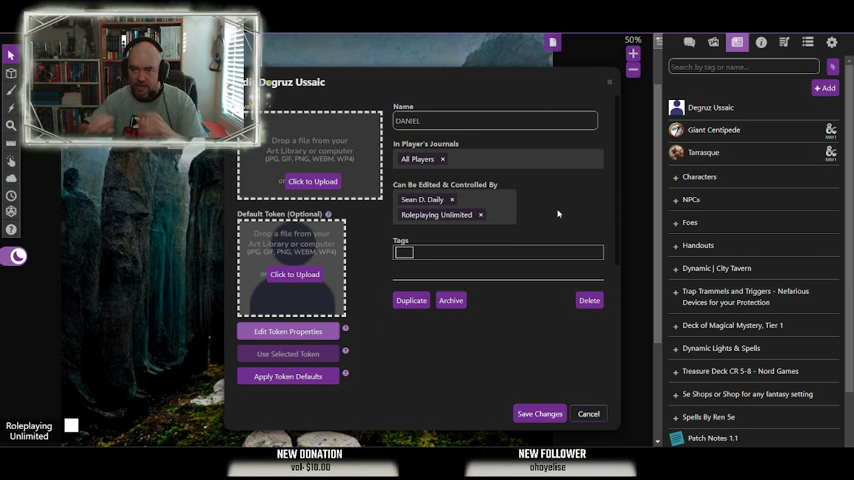 50%
Edit Degruz Ussaic
Name
DANIEL
Drop a file from your
Art Library or computer
(JPG, GIF, PNG, WEBM, WP4)
or Click to Upload
In Player's Journals
All Players ×
Can Be Edited & Controlled By
Sean D. Daily ×
Roleplaying Unlimited ×
Default Token (Optional) ?
Drop a file from your
Art Library or computer
(JPG, GIF, PNG, WEBM, WP4)
or Click to Upload
Tags
Duplicate
Archive
Delete
Edit Token Properties
Use Selected Token
Apply Token Defaults
Save Changes
Cancel
Search by tag or name...
+ Add
Degruz Ussaic
Giant Centipede
MM1
Tarrasque
MM1
+ Characters
+ NPCs
+ Foes
+ Handouts
+ Dynamic | City Tavern
+ Trap Trammels and Triggers - Nefarious
Devices for your Protection
+ Deck of Magical Mystery, Tier 1
+ Dynamic Lights & Spells
+ Treasure Deck CR 5-8 - Nord Games
+ 5e Shops or Shop for any fantasy setting
+ Spells By Ren 5e
Patch Notes 1.1
Roleplaying
Unlimited
NEW DONATION
vol- $10.00
NEW FOLLOWER
ohoyelise